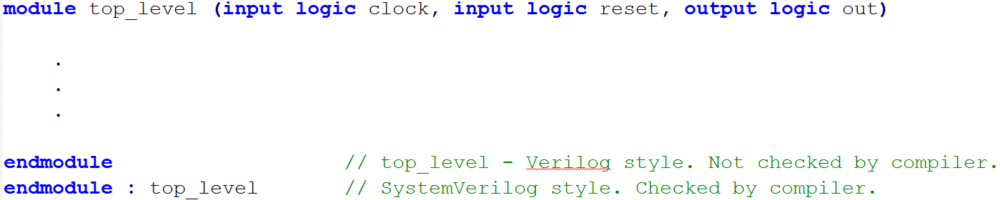 module top_level (input logic clock, input logic reset, output logic out)
.
.
.
endmodule // top_level - Verilog style. Not checked by compiler.
endmodule : top_level // SystemVerilog style. Checked by compiler.